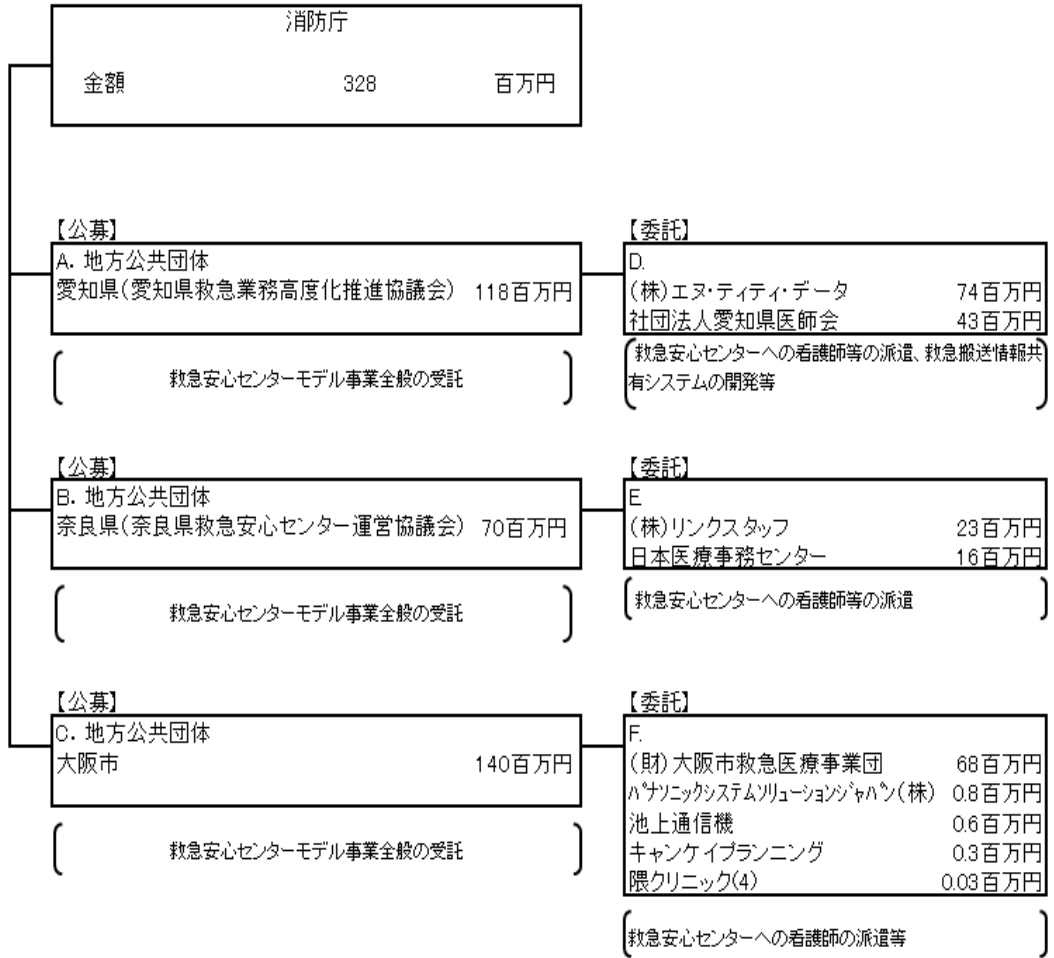 消防庁
金額 328 百万円
【公募】
A. 地方公共団体
愛知県(愛知県救急業務高度化推進協議会) 118百万円
救急安心センターモデル事業全般の受託
【委託】
D.
(株)エヌ・ティティ・データ 74百万円
社団法人愛知県医師会 43百万円
救急安心センターへの看護師等の派遣、救急搬送情報共
有システムの開発等
【公募】
B. 地方公共団体
奈良県(奈良県救急安心センター運営協議会) 70百万円
救急安心センターモデル事業全般の受託
【委託】
E
(株)リンクスタッフ 23百万円
日本医療事務センター 16百万円
救急安心センターへの看護師等の派遣
【公募】
C. 地方公共団体
大阪市 140百万円
救急安心センターモデル事業全般の受託
【委託】
F.
(財)大阪市救急医療事業団 68百万円
パナソニックシステムソリューションジャパン(株) 0.8百万円
池上通信機 0.6百万円
キャンケイプランニング 0.3百万円
隈クリニック(4) 0.03百万円
救急安心センターへの看護師の派遣等